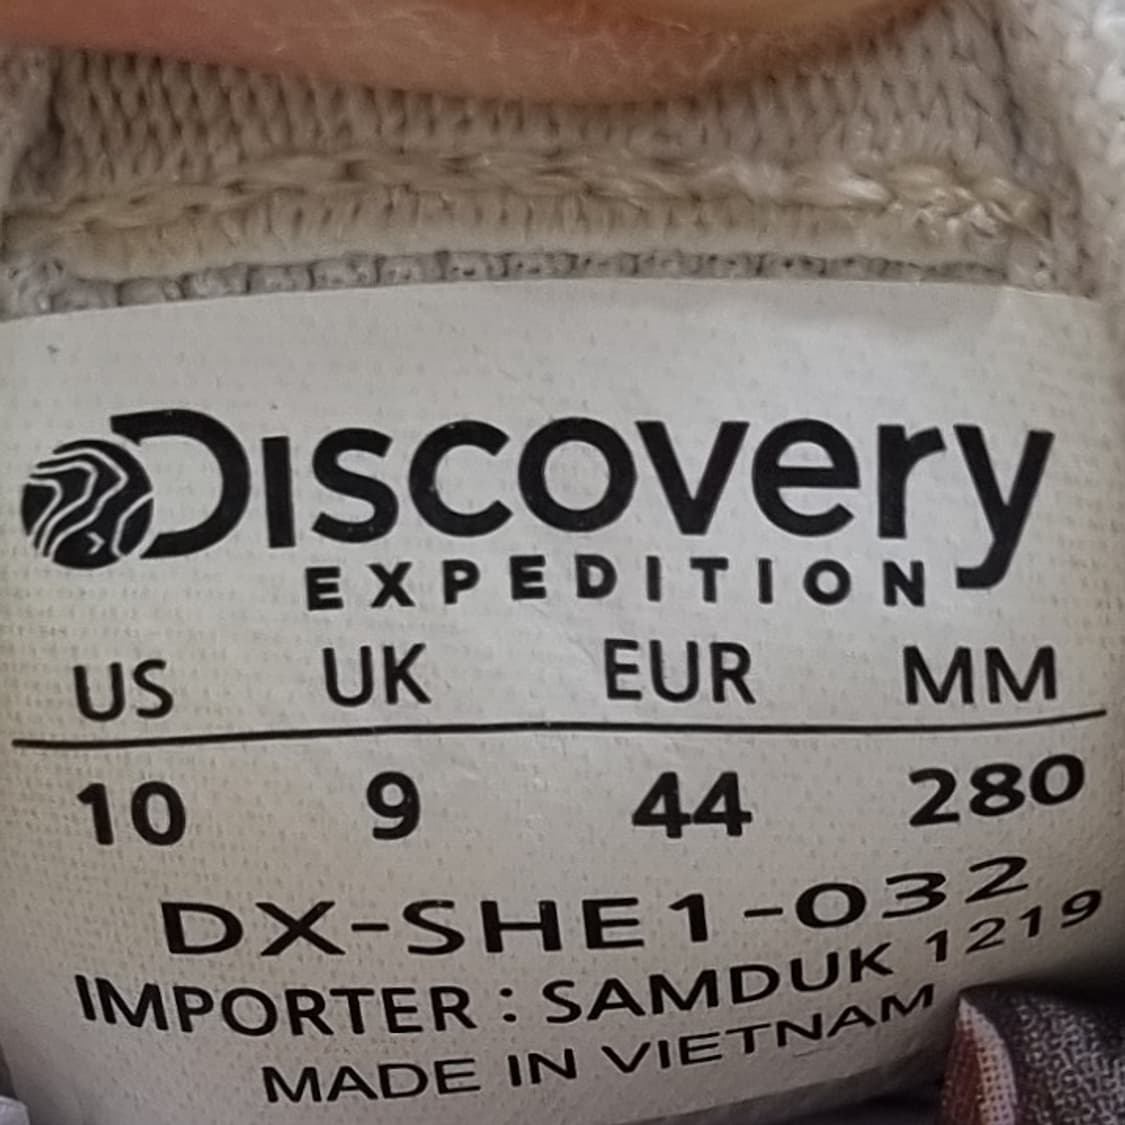 Discovery
EXPEDITION
US UK EUR MM
10 9 44 280
DX-SHE1-032
IMPORTER : SAMDUK 1219
MADE IN VIETNAM